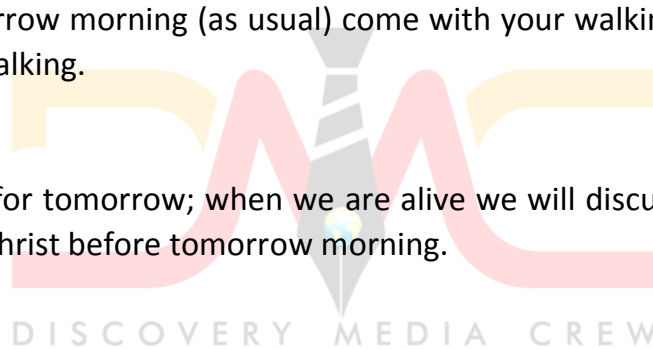 rrow morning (as usual) come with your walkin
alking.
for tomorrow; when we are alive we will discu
hrist before tomorrow morning.
DMC
DISCOVERY MEDIA CREW